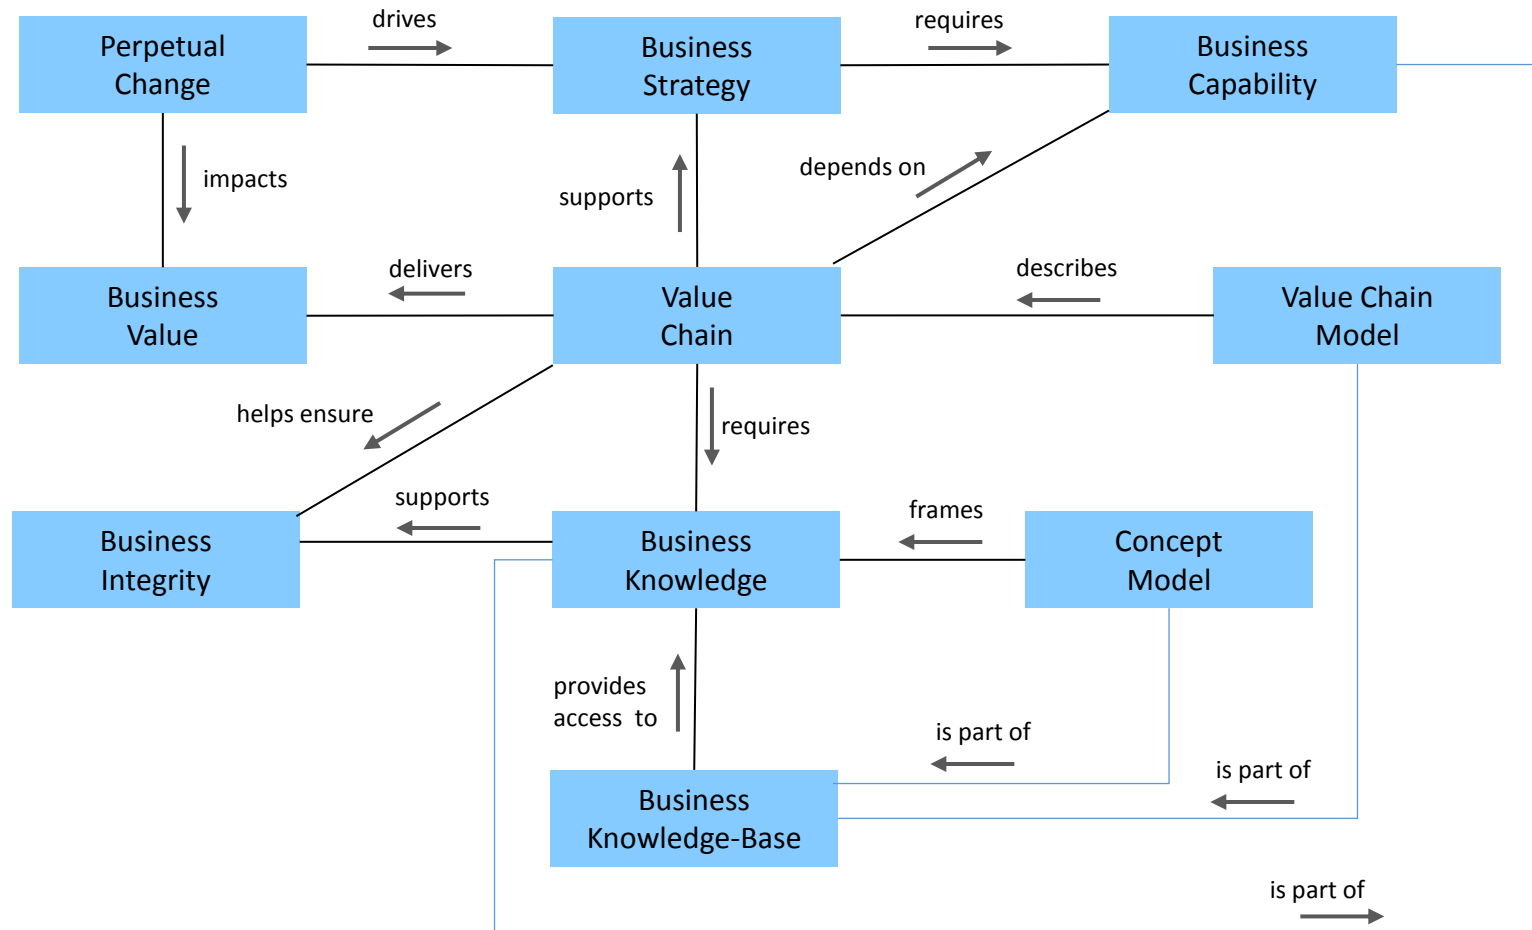 drives
requires
Perpetual
Change
Business
Strategy
Business
Capability
impacts
supports
depends on
delivers
describes
Business
Value
Value
Chain
Value Chain
Model
helps ensure
requires
supports
frames
Business
Integrity
Business
Knowledge
Concept
Model
provides
access  to
is part of
is part of
Business
Knowledge-Base
is part of